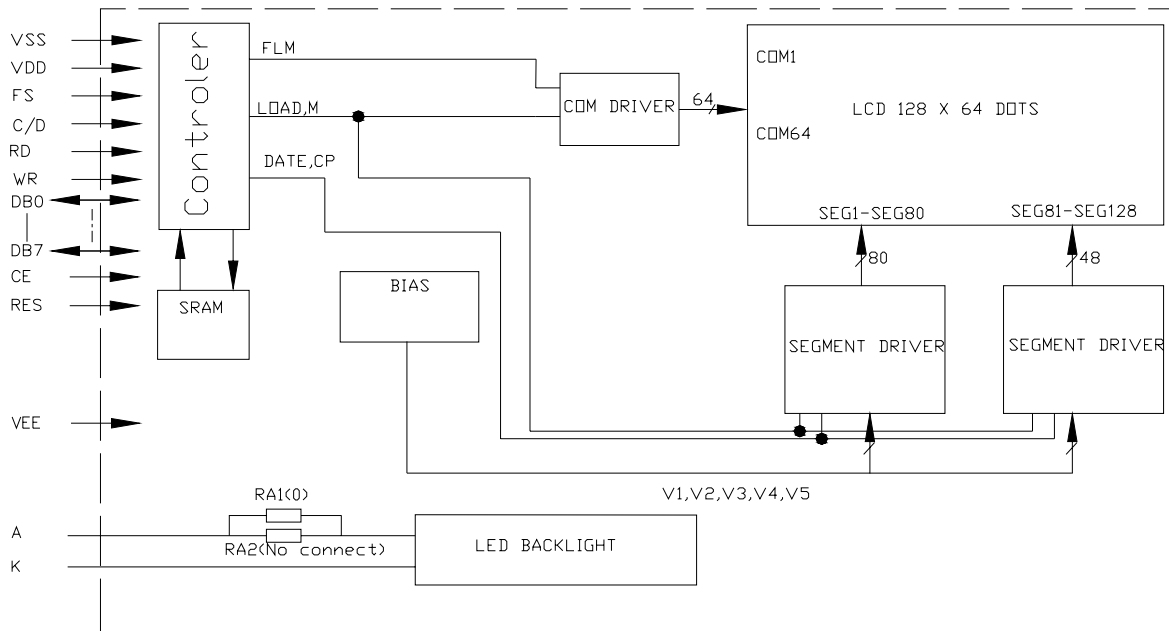 VSS
VDD
FS
C/D
RD
WR
DB0
DB7
CE
RES
VEE
A
K
Controler
SRAM
FLM
LOAD,M
DATE,CP
COM DRIVER
64
COM1
LCD 128 X 64 DOTS
COM64
SEG1-SEG80
SEG81-SEG128
80
48
BIAS
SEGMENT DRIVER
SEGMENT DRIVER
V1,V2,V3,V4,V5
RA1(0)
RA2(No connect)
LED BACKLIGHT